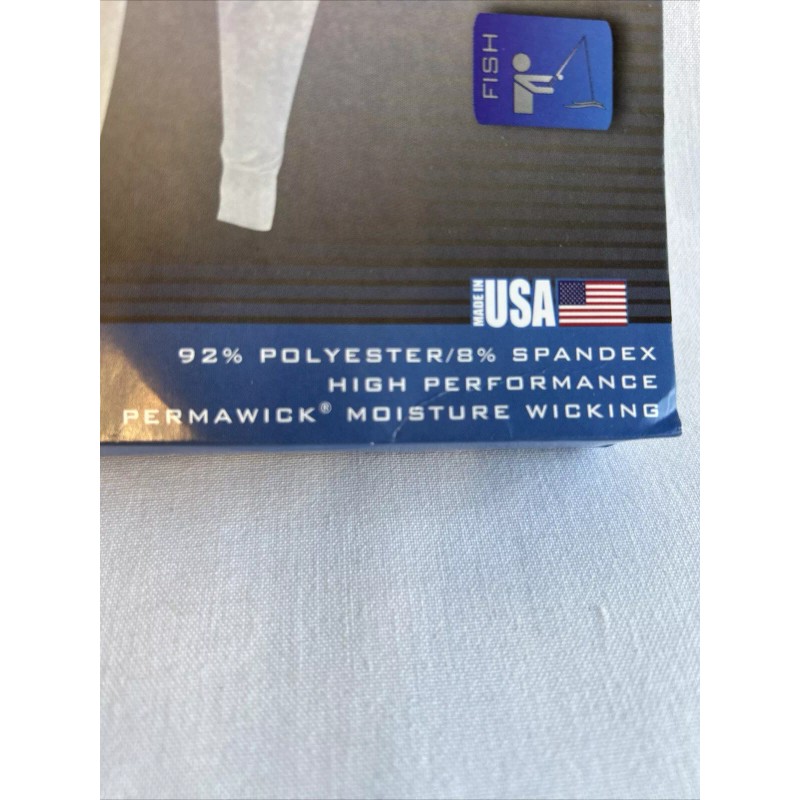 FISH
MADE IN USA
92% POLYESTER/8% SPANDEX
HIGH PERFORMANCE
PERMAWICK® MOISTURE WICKING